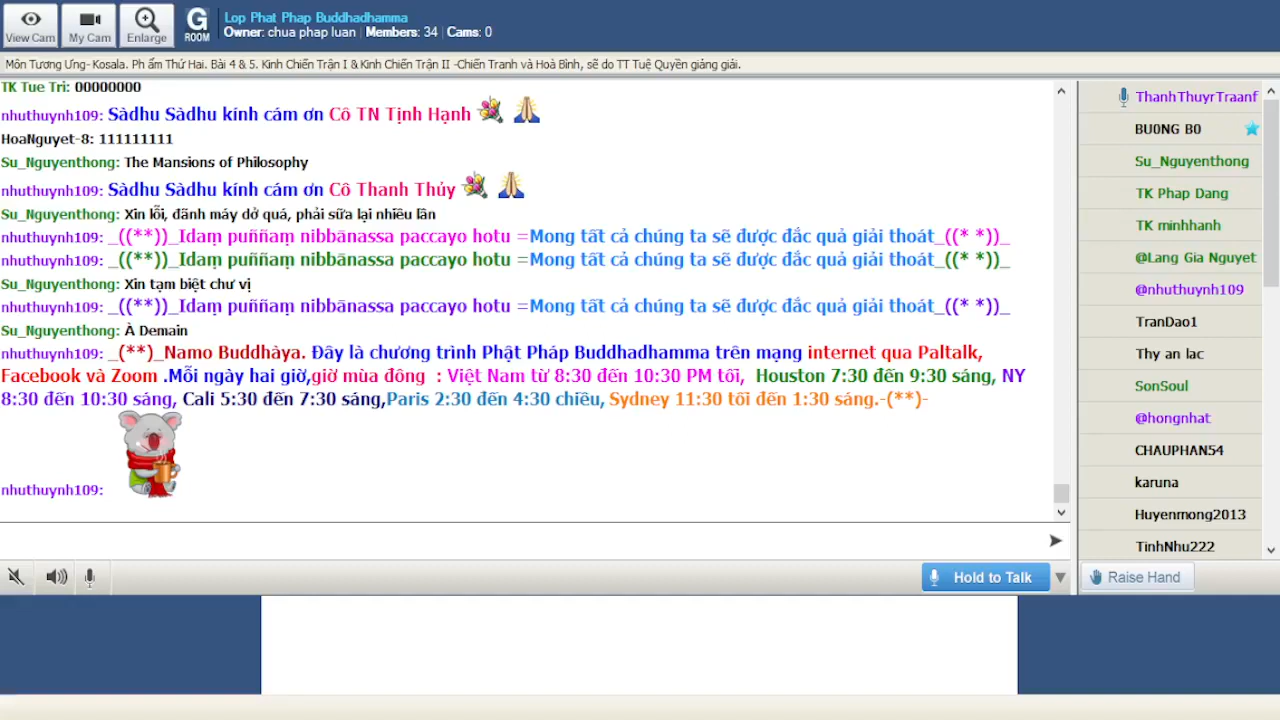 View Cam
My Cam
Enlarge
G
ROOM
Lop Phat Phap Buddhadhamma
Owner: chua phap luan | Members: 34 | Cams: 0
Môn Tương Ưng- Kosala. Ph ẩm Thứ Hai. Bài 4 & 5. Kinh Chiến Trận I & Kinh Chiến Trận II -Chiến Tranh và Hoà Bình, sẽ do TT Tuệ Quyền giảng giải.
TK Tue Tri: 00000000
nhuthuynh109: Sàdhu Sàdhu kính cám ơn Cô TN Tịnh Hạnh
HoaNguyet-8: 111111111
Su_Nguyenthong: The Mansions of Philosophy
nhuthuynh109: Sàdhu Sàdhu kính cám ơn Cô Thanh Thủy
Su_Nguyenthong: Xin lỗi, đãnh máy dở quá, phải sữa lại nhiều lần
nhuthuynh109: _((**))_Idaṃ puññaṃ nibbānassa paccayo hotu =Mong tất cả chúng ta sẽ được đắc quả giải thoát_((* *))_
nhuthuynh109: _((**))_Idaṃ puññaṃ nibbānassa paccayo hotu =Mong tất cả chúng ta sẽ được đắc quả giải thoát_((* *))_
Su_Nguyenthong: Xin tạm biệt chư vị
nhuthuynh109: _((**))_Idaṃ puññaṃ nibbānassa paccayo hotu =Mong tất cả chúng ta sẽ được đắc quả giải thoát_((* *))_
Su_Nguyenthong: À Demain
nhuthuynh109: _(**)_Namo Buddhàya. Đây là chương trình Phật Pháp Buddhadhamma trên mạng internet qua Paltalk,
Facebook và Zoom .Mỗi ngày hai giờ,giờ mùa đông  : Việt Nam từ 8:30 đến 10:30 PM tối,  Houston 7:30 đến 9:30 sáng, NY
8:30 đến 10:30 sáng, Cali 5:30 đến 7:30 sáng,Paris 2:30 đến 4:30 chiều, Sydney 11:30 tối đến 1:30 sáng.-(**)-
nhuthuynh109:
Hold to Talk
ThanhThuyrTraanf
BU0NG B0
Su_Nguyenthong
TK Phap Dang
TK minhhanh
@Lang Gia Nguyet
@nhuthuynh109
TranDao1
Thy an lac
SonSoul
@hongnhat
CHAUPHAN54
karuna
Huyenmong2013
TinhNhu222
Raise Hand